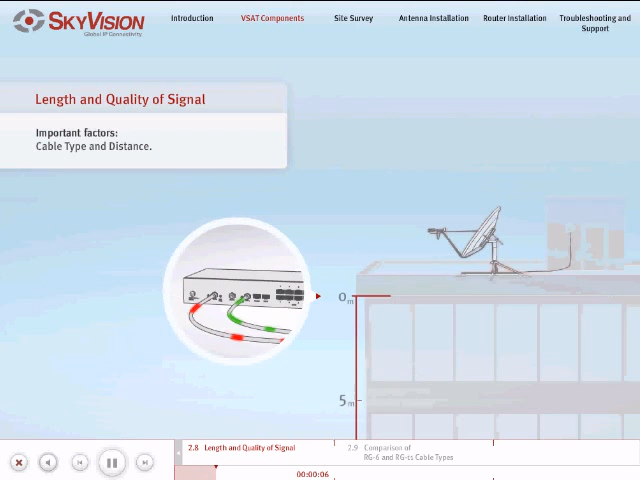 SKYVISION
Global IP Connectivity
Introduction
VSAT Components
Site Survey
Antenna Installation
Router Installation
Troubleshooting and
Support
Length and Quality of Signal
Important factors:
Cable Type and Distance.
0m
5m
2.8 Length and Quality of Signal
2.9 Comparison of
RG-6 and RG-11 Cable Types
00:00:06